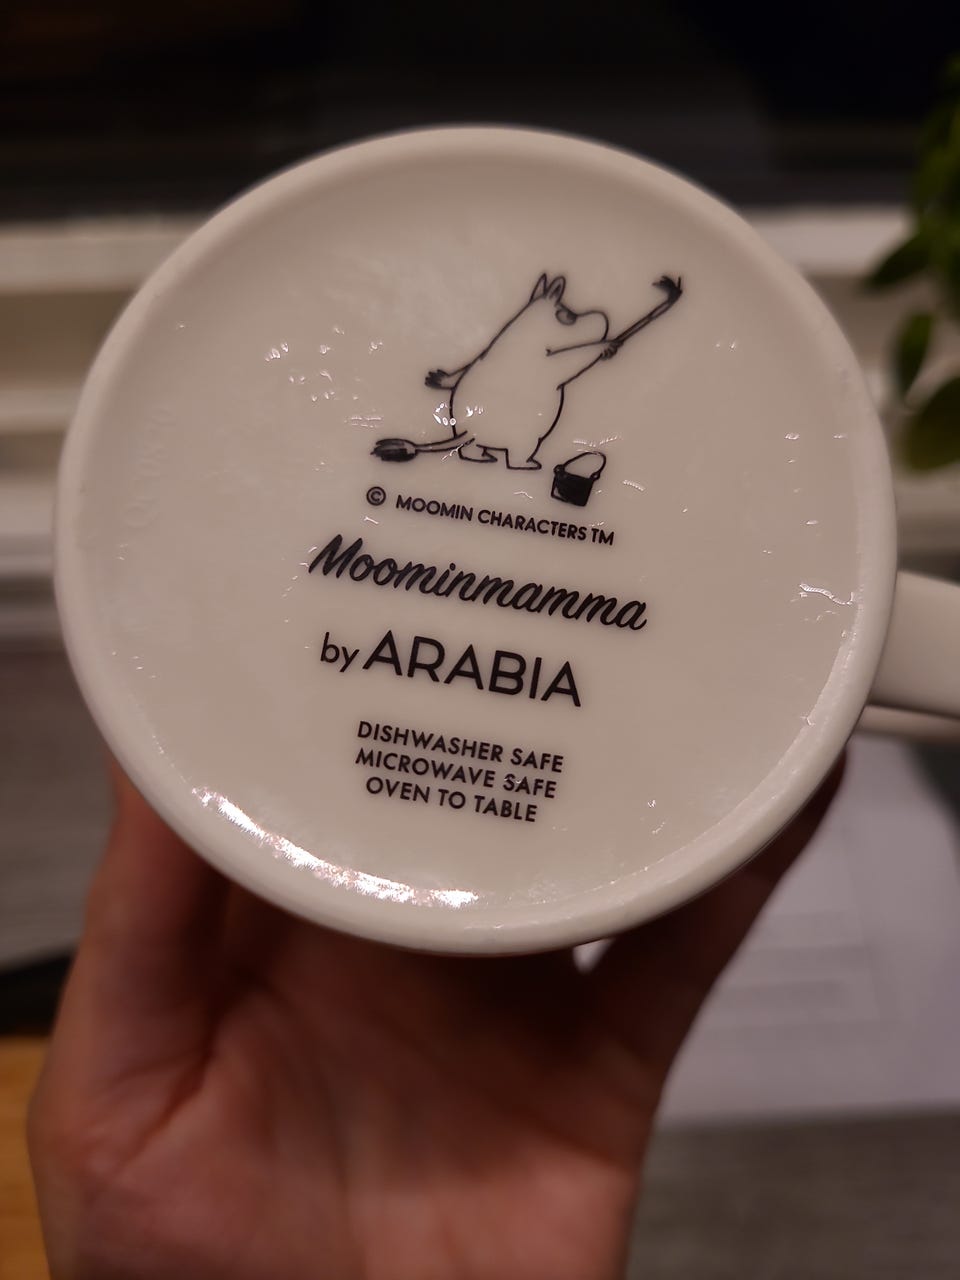 © MOOMIN CHARACTERS TM
Moominmamma
by ARABIA
DISHWASHER SAFE
MICROWAVE SAFE
OVEN TO TABLE